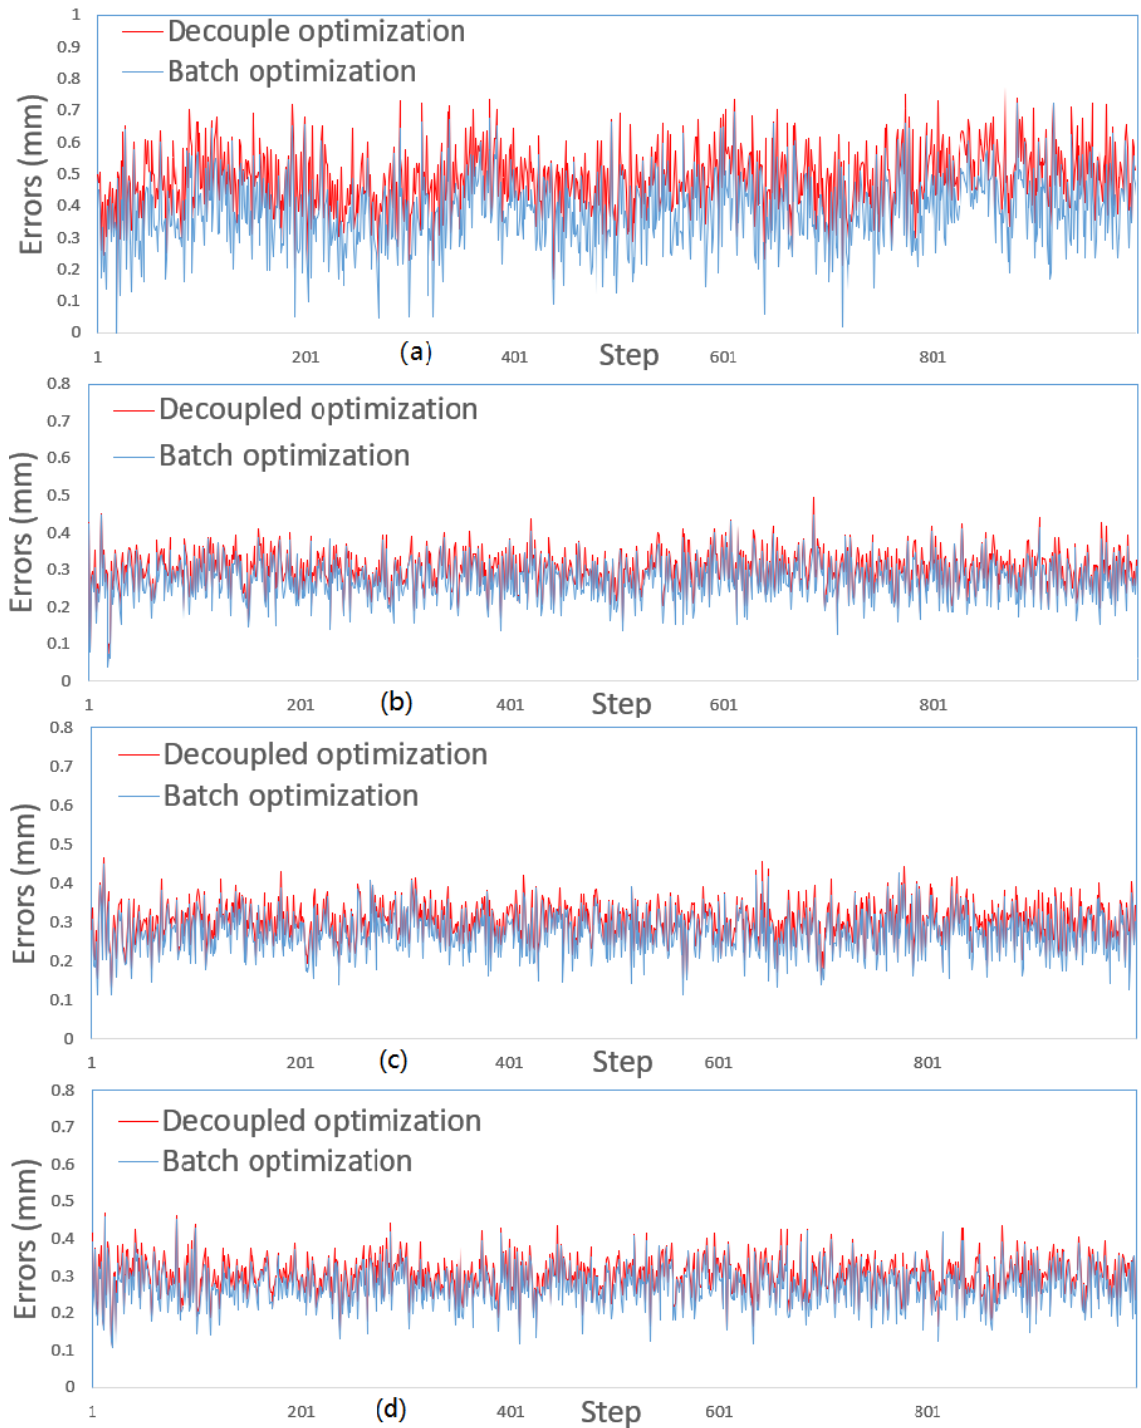 1
0.9
0.8
0.7
0.6
0.5
0.4
0.3
0.2
0.1
0
Errors (mm)
Decouple optimization
Batch optimization
1
201
(a)
401
Step
601
801
0.8
0.7
0.6
0.5
0.4
0.3
0.2
0.1
0
Errors (mm)
Decoupled optimization
Batch optimization
1
201
(b)
401
Step
601
801
0.8
0.7
0.6
0.5
0.4
0.3
0.2
0.1
0
Errors (mm)
Decoupled optimization
Batch optimization
1
201
(c)
401
Step
601
801
0.8
0.7
0.6
0.5
0.4
0.3
0.2
0.1
0
Errors (mm)
Decoupled optimization
Batch optimization
1
201
(d)
401
Step
601
801